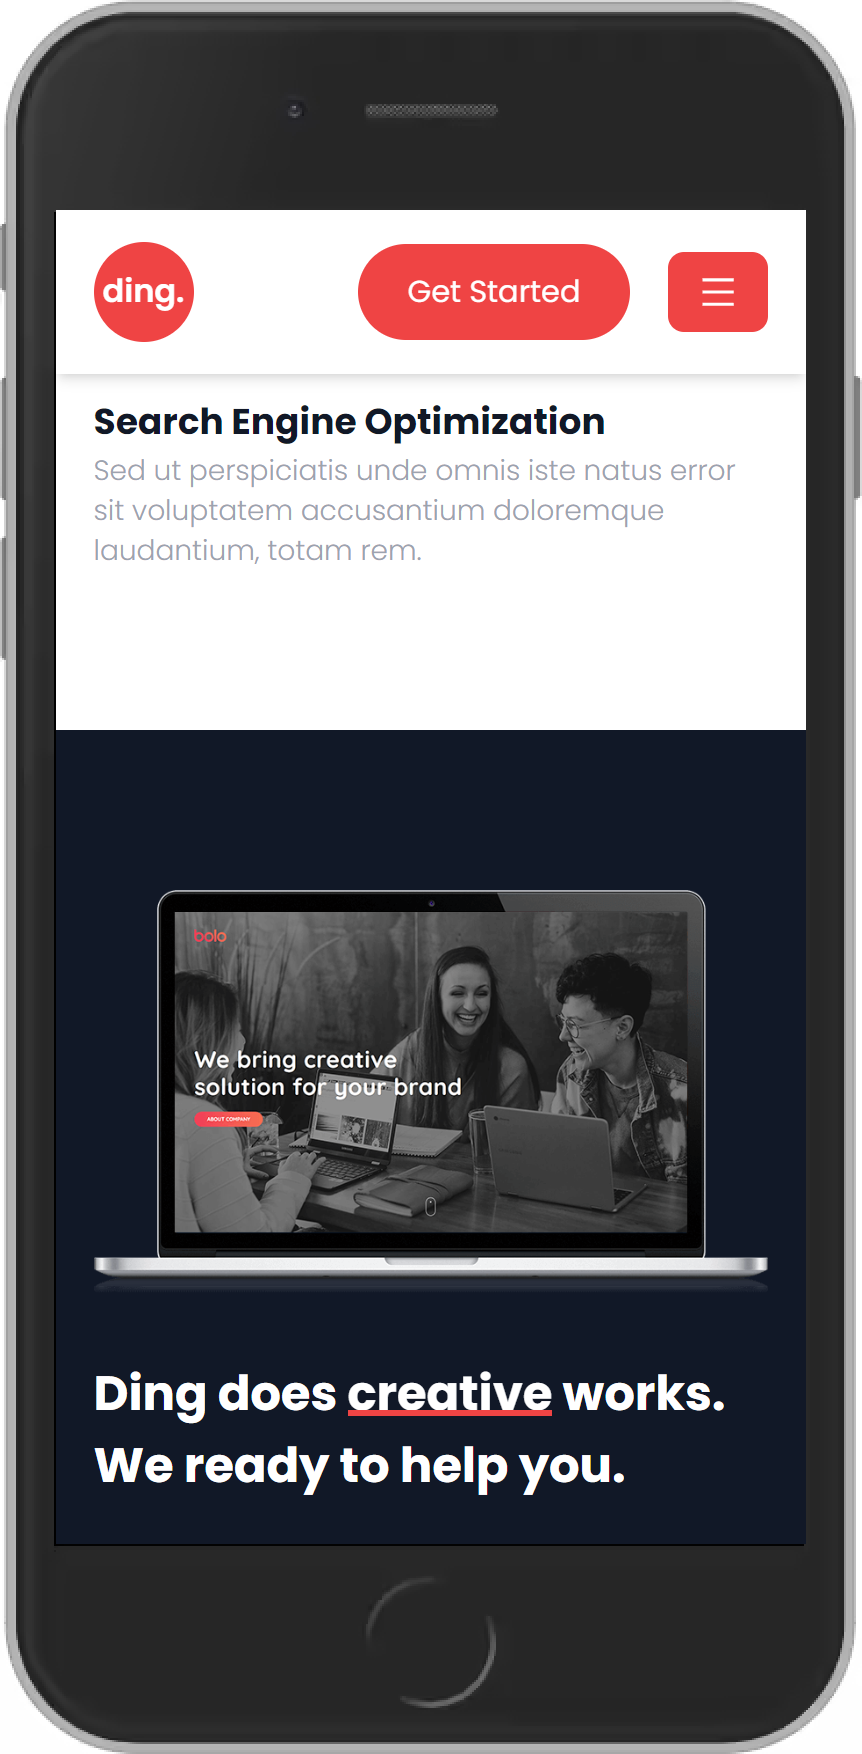 ding.
Get Started
Search Engine Optimization
Sed ut perspiciatis unde omnis iste natus error
sit voluptatem accusantium doloremque
laudantium, totam rem.
bolo
We bring creative
solution for your brand
ABOUT COMPANY
Ding does creative works.
We ready to help you.